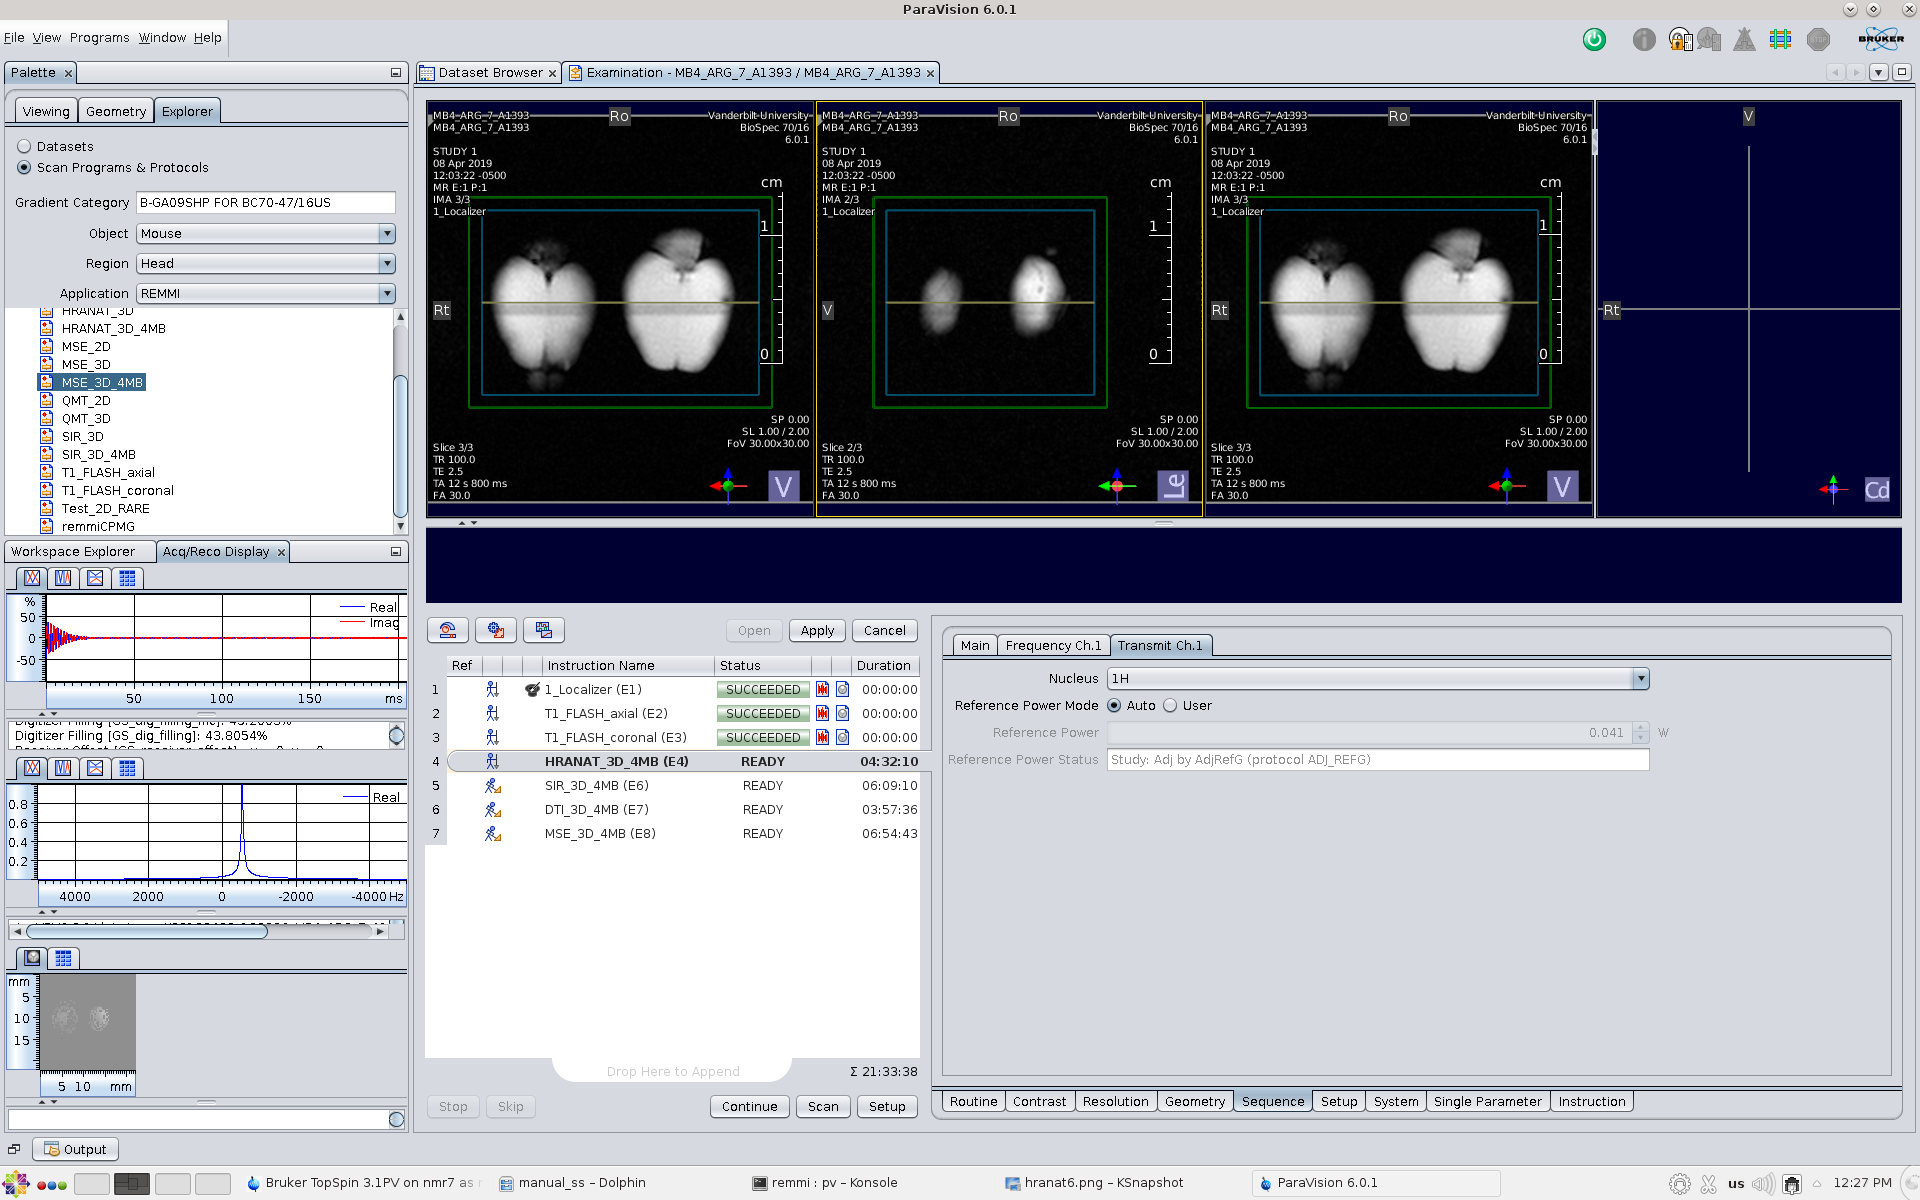 ParaVision 6.0.1
File View Programs Window Help
BRUKER
Palette
Dataset Browser
Examination - MB4_ARG_7_A1393 / MB4_ARG_7_A1393
Viewing Geometry Explorer
Datasets
Scan Programs & Protocols
Gradient Category B-GA09SHP FOR BC70-47/16US
Object Mouse
Region Head
Application REMMI
HRANAT_3D
HRANAT_3D_4MB
MSE_2D
MSE_3D
MSE_3D_4MB
QMT_2D
QMT_3D
SIR_3D
SIR_3D_4MB
T1_FLASH_axial
T1_FLASH_coronal
Test_2D_RARE
remmiCPMG
MB4_ARG_7_A1393
MB4_ARG_7_A1393
Ro
Vanderbilt-University
BioSpec 70/16
6.0.1
STUDY 1
08 Apr 2019
12:03:22 -0500
MR E:1 P:1
IMA 3/3
1_Localizer
cm
1
0
Rt
SP 0.00
SL 1.00 / 2.00
FoV 30.00x30.00
Slice 3/3
TR 100.0
TE 2.5
TA 12 s 800 ms
FA 30.0
V
MB4_ARG_7_A1393
MB4_ARG_7_A1393
Ro
Vanderbilt-University
BioSpec 70/16
6.0.1
STUDY 1
08 Apr 2019
12:03:22 -0500
MR E:1 P:1
IMA 2/3
1_Localizer
cm
1
0
V
SP 0.00
SL 1.00 / 2.00
FoV 30.00x30.00
Slice 2/3
TR 100.0
TE 2.5
TA 12 s 800 ms
FA 30.0
Le
MB4_ARG_7_A1393
MB4_ARG_7_A1393
Ro
Vanderbilt-University
BioSpec 70/16
6.0.1
STUDY 1
08 Apr 2019
12:03:22 -0500
MR E:1 P:1
IMA 3/3
1_Localizer
cm
1
0
Rt
SP 0.00
SL 1.00 / 2.00
FoV 30.00x30.00
Slice 3/3
TR 100.0
TE 2.5
TA 12 s 800 ms
FA 30.0
V
V
Rt
Cd
Workspace Explorer Acq/Reco Display
%
50
0
-50
Real
Imag
50 100 150 ms
Digitizer Filling [GS_dig_filling]: 43.8054%
0.8
0.6
0.4
0.2
Real
4000 2000 0 -2000 -4000 Hz
mm
5
10
15
5 10 mm
Open Apply Cancel
Ref Instruction Name Status Duration
1 1_Localizer (E1) SUCCEEDED 00:00:00
2 T1_FLASH_axial (E2) SUCCEEDED 00:00:00
3 T1_FLASH_coronal (E3) SUCCEEDED 00:00:00
4 HRANAT_3D_4MB (E4) READY 04:32:10
5 SIR_3D_4MB (E6) READY 06:09:10
6 DTI_3D_4MB (E7) READY 03:57:36
7 MSE_3D_4MB (E8) READY 06:54:43
Drop Here to Append
Σ 21:33:38
Stop Skip Continue Scan Setup
Main Frequency Ch.1 Transmit Ch.1
Nucleus 1H
Reference Power Mode Auto User
Reference Power 0.041 W
Reference Power Status Study: Adj by AdjRefG (protocol ADJ_REFG)
Routine Contrast Resolution Geometry Sequence Setup System Single Parameter Instruction
Output
Bruker TopSpin 3.1PV on nmr7 as
manual_ss – Dolphin
remmi : pv – Konsole
hranat6.png – KSnapshot
ParaVision 6.0.1
us
12:27 PM